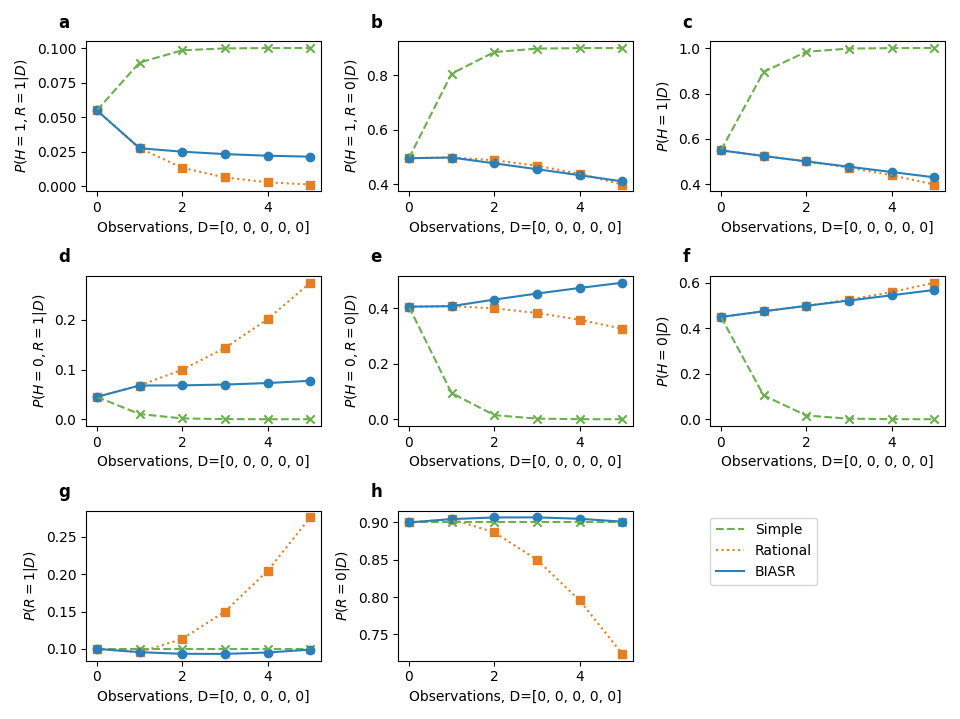 a
0.100
0.075
0.050
0.025
0.000
P(H = 1, R = 1|D)
0 2 4
Observations, D=[0, 0, 0, 0, 0]
b
0.8
0.6
0.4
P(H = 1, R = 0|D)
0 2 4
Observations, D=[0, 0, 0, 0, 0]
c
1.0
0.8
0.6
0.4
P(H = 1|D)
0 2 4
Observations, D=[0, 0, 0, 0, 0]
d
0.2
0.1
0.0
P(H = 0, R = 1|D)
0 2 4
Observations, D=[0, 0, 0, 0, 0]
e
0.4
0.2
0.0
P(H = 0, R = 0|D)
0 2 4
Observations, D=[0, 0, 0, 0, 0]
f
0.6
0.4
0.2
0.0
P(H = 0|D)
0 2 4
Observations, D=[0, 0, 0, 0, 0]
g
0.25
0.20
0.15
0.10
P(R = 1|D)
0 2 4
Observations, D=[0, 0, 0, 0, 0]
h
0.90
0.85
0.80
0.75
P(R = 0|D)
0 2 4
Observations, D=[0, 0, 0, 0, 0]
Simple
Rational
BIASR